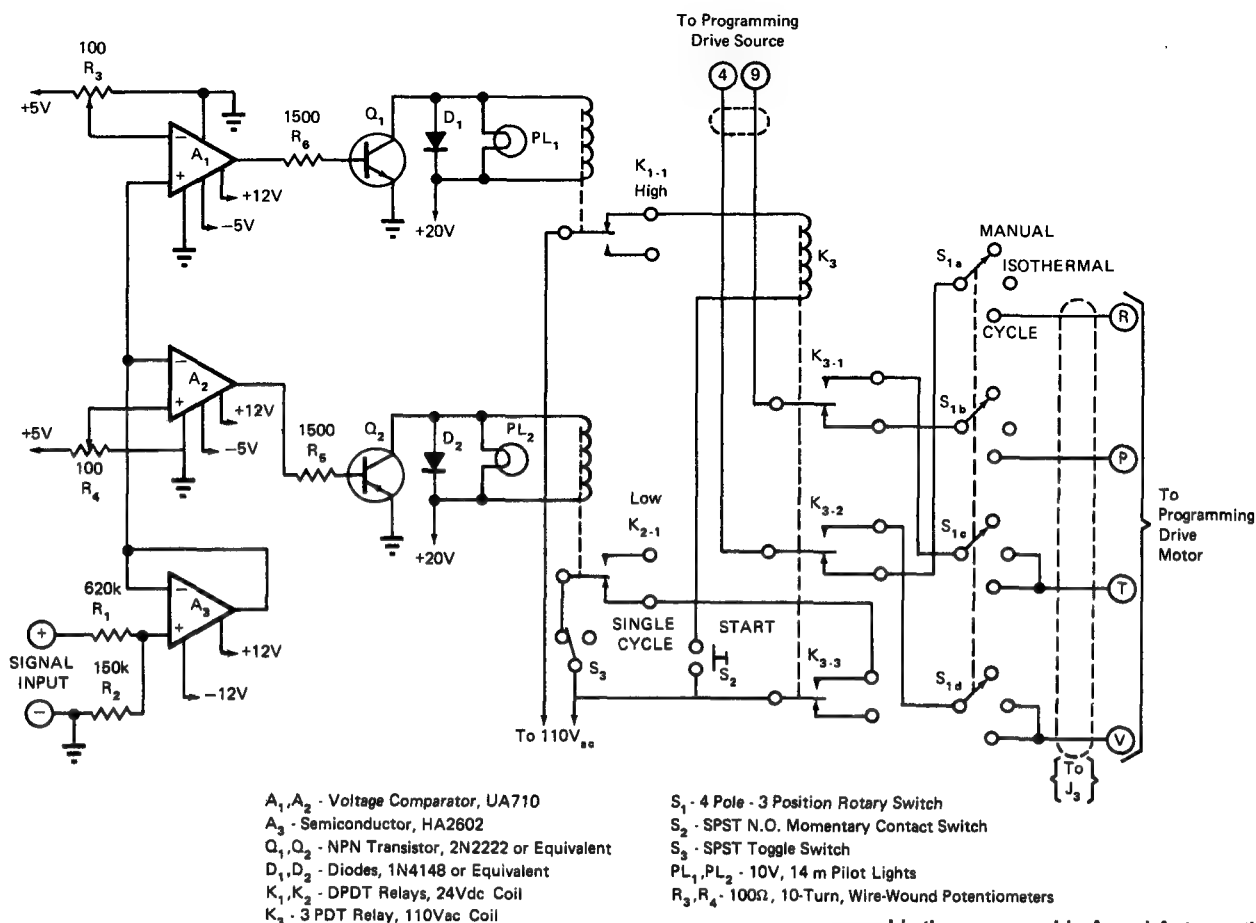 To Programming
Drive Source
4
9
100
R3
+5V
1500
R6
Q1
D1
PL1
A1
−
+
+12V
−5V
+20V
K1-1
High
K3
MANUAL
S1a
ISOTHERMAL
CYCLE
R
K3-1
S1b
P
−
A2
+
+12V
−5V
+5V
100
R4
1500
R5
Q2
D2
PL2
+20V
Low
K2-1
K3-2
S1c
T
To
Programming
Drive
Motor
620k
R1
−
A3
+
+12V
−12V
+
SIGNAL
INPUT
−
150k
R2
SINGLE
CYCLE
S3
START
S2
K3-3
S1d
V
To 110Vac
To
J3
A1,A2 - Voltage Comparator, UA710
A3 - Semiconductor, HA2602
Q1,Q2 - NPN Transistor, 2N2222 or Equivalent
D1,D2 - Diodes, 1N4148 or Equivalent
K1,K2 - DPDT Relays, 24Vdc Coil
K3 - 3 PDT Relay, 110Vac Coil
S1 - 4 Pole - 3 Position Rotary Switch
S2 - SPST N.O. Momentary Contact Switch
S3 - SPST Toggle Switch
PL1,PL2 - 10V, 14 m Pilot Lights
R3,R4 - 100Ω, 10-Turn, Wire-Wound Potentiometers